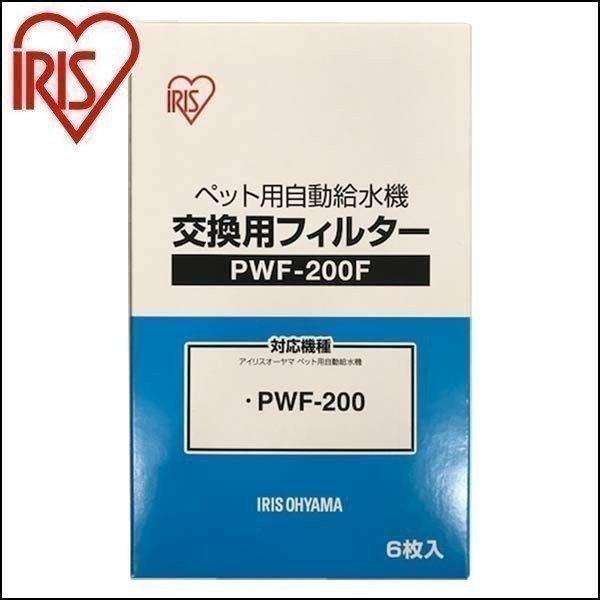 IRIS
IRIS
ペット用自動給水機
交換用フィルター
PWF-200F
対応機種
アイリスオーヤマ ペット用自動給水機
・PWF-200
IRIS OHYAMA
6枚入